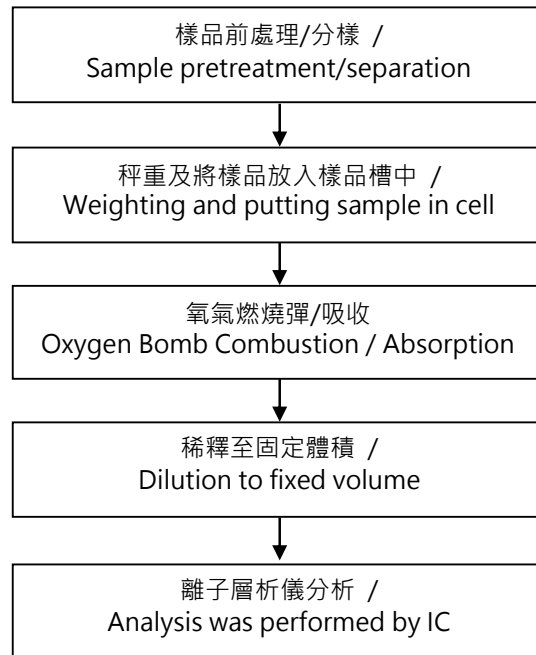 樣品前處理/分樣 /
Sample pretreatment/separation
秤重及將樣品放入樣品槽中 /
Weighting and putting sample in cell
氧氣燃燒彈/吸收
Oxygen Bomb Combustion / Absorption
稀釋至固定體積 /
Dilution to fixed volume
離子層析儀分析 /
Analysis was performed by IC